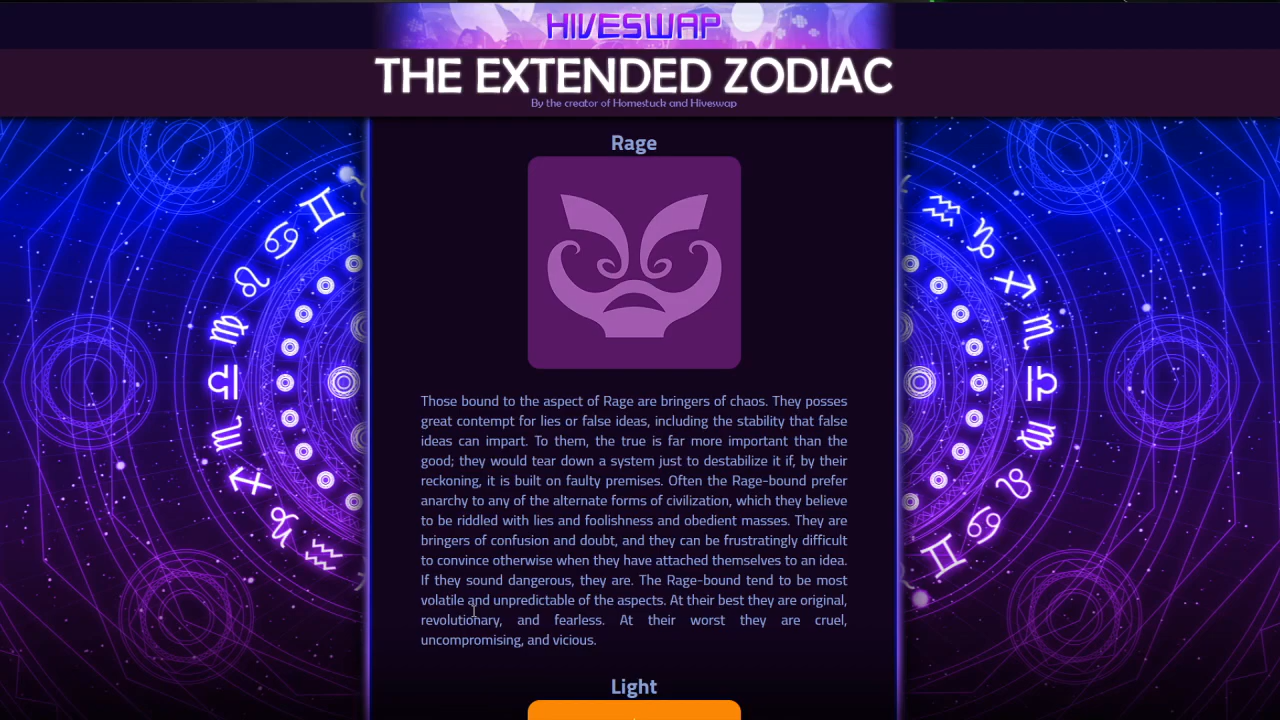 HIVESWAP
THE EXTENDED ZODIAC
By the creator of Homestuck and Hiveswap
Rage
Those bound to the aspect of Rage are bringers of chaos. They posses
great contempt for lies or false ideas, including the stability that false
ideas can impart. To them, the true is far more important than the
good; they would tear down a system just to destabilize it if, by their
reckoning, it is built on faulty premises. Often the Rage-bound prefer
anarchy to any of the alternate forms of civilization, which they believe
to be riddled with lies and foolishness and obedient masses. They are
bringers of confusion and doubt, and they can be frustratingly difficult
to convince otherwise when they have attached themselves to an idea.
If they sound dangerous, they are. The Rage-bound tend to be most
volatile and unpredictable of the aspects. At their best they are original,
revolutionary, and fearless. At their worst they are cruel,
uncompromising, and vicious.
Light